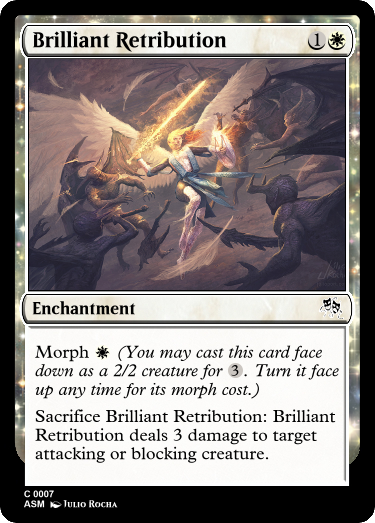 Brilliant Retribution 1
Enchantment
Morph (You may cast this card face
down as a 2/2 creature for 3. Turn it face
up any time for its morph cost.)
Sacrifice Brilliant Retribution: Brilliant
Retribution deals 3 damage to target
attacking or blocking creature.
C 0007
ASM Julio Rocha